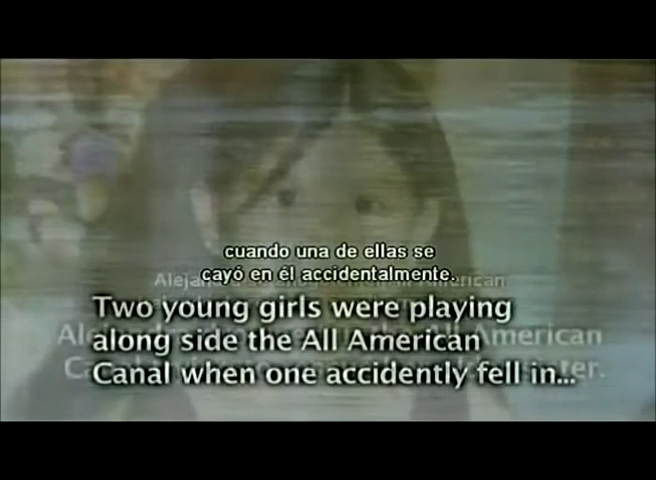 cuando una de ellas se
cayó en él accidentalmente.
Two young girls were playing
along side the All American
Canal when one accidently fell in...